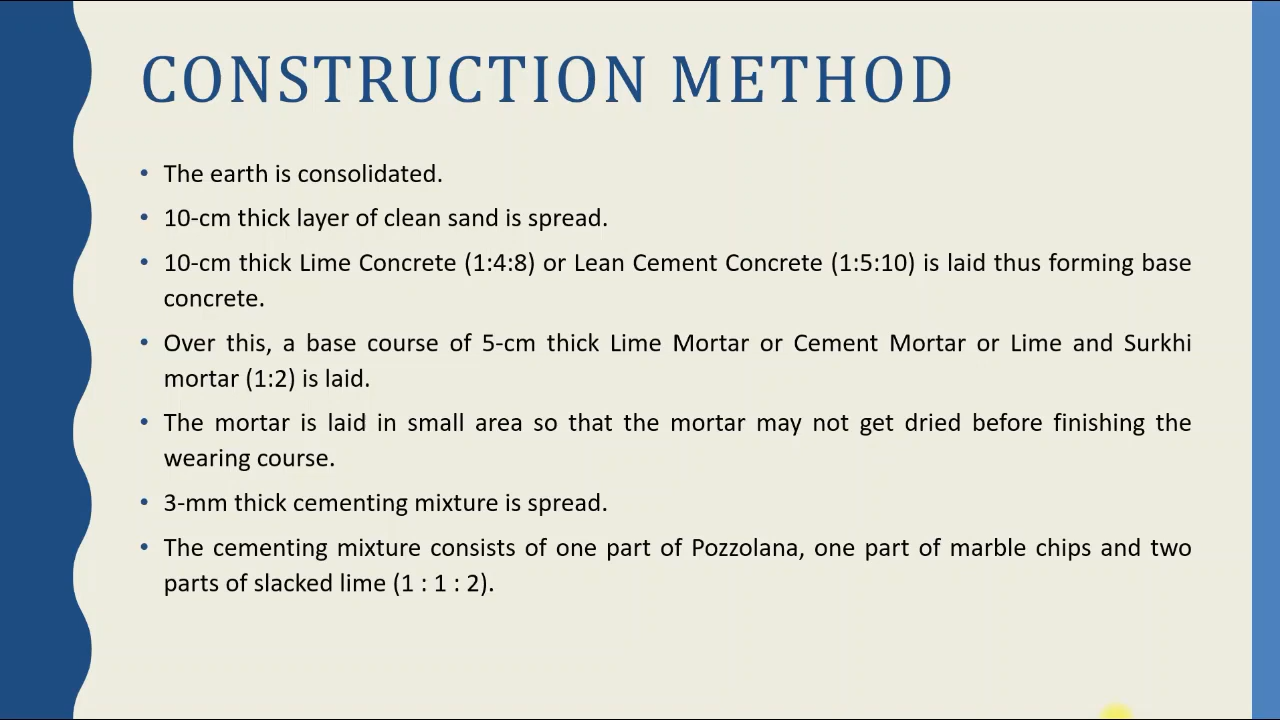 CONSTRUCTION METHOD
• The earth is consolidated.
• 10-cm thick layer of clean sand is spread.
• 10-cm thick Lime Concrete (1:4:8) or Lean Cement Concrete (1:5:10) is laid thus forming base
concrete.
• Over this, a base course of 5-cm thick Lime Mortar or Cement Mortar or Lime and Surkhi
mortar (1:2) is laid.
• The mortar is laid in small area so that the mortar may not get dried before finishing the
wearing course.
• 3-mm thick cementing mixture is spread.
• The cementing mixture consists of one part of Pozzolana, one part of marble chips and two
parts of slacked lime (1 : 1 : 2).